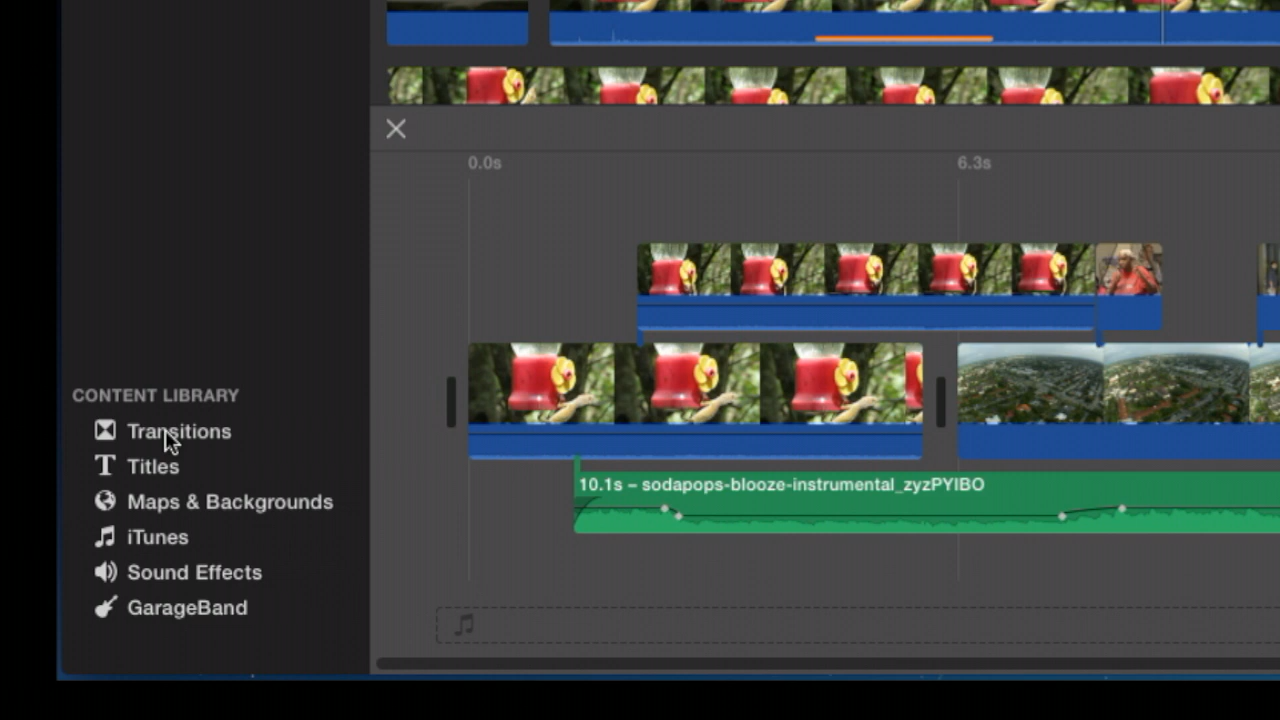 0.0s 6.3s
CONTENT LIBRARY
Transitions
Titles
Maps & Backgrounds
iTunes
Sound Effects
GarageBand
10.1s – sodapops-blooze-instrumental_zyzPYIBO